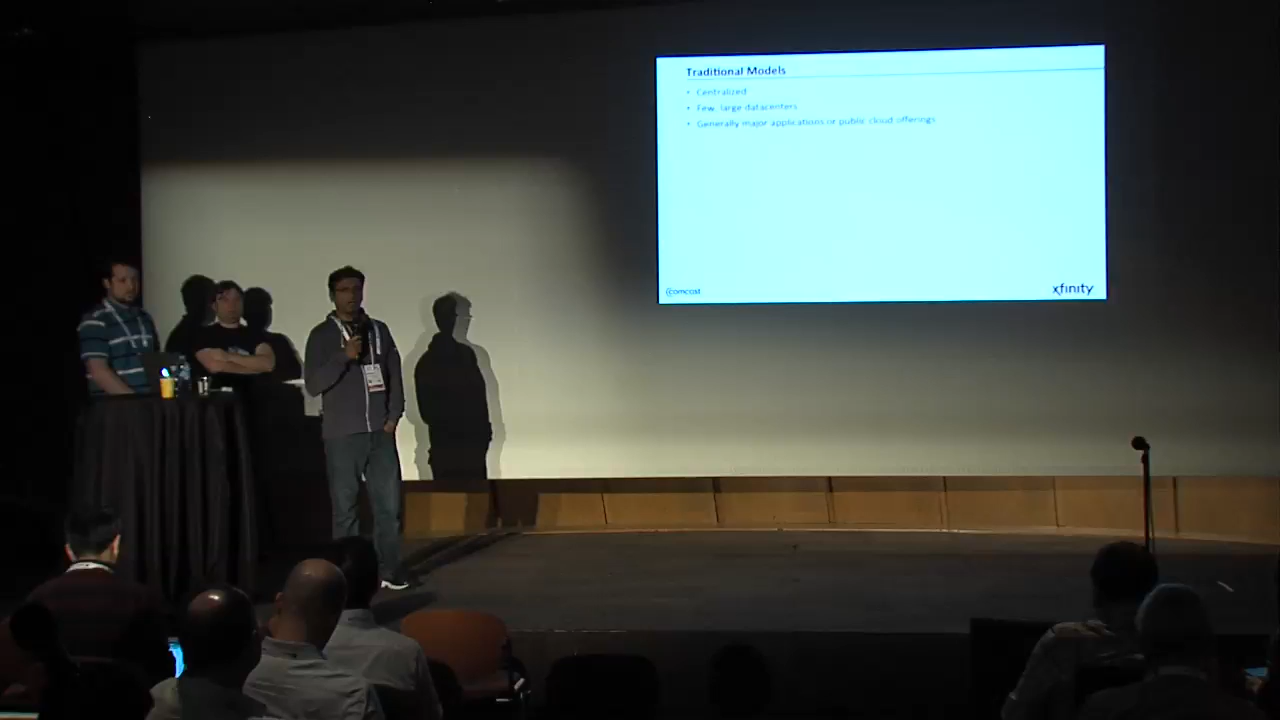 Traditional Models
• Centralized
• Few, large datacenters
• Generally major applications or public cloud offerings
Comcast
xfinity